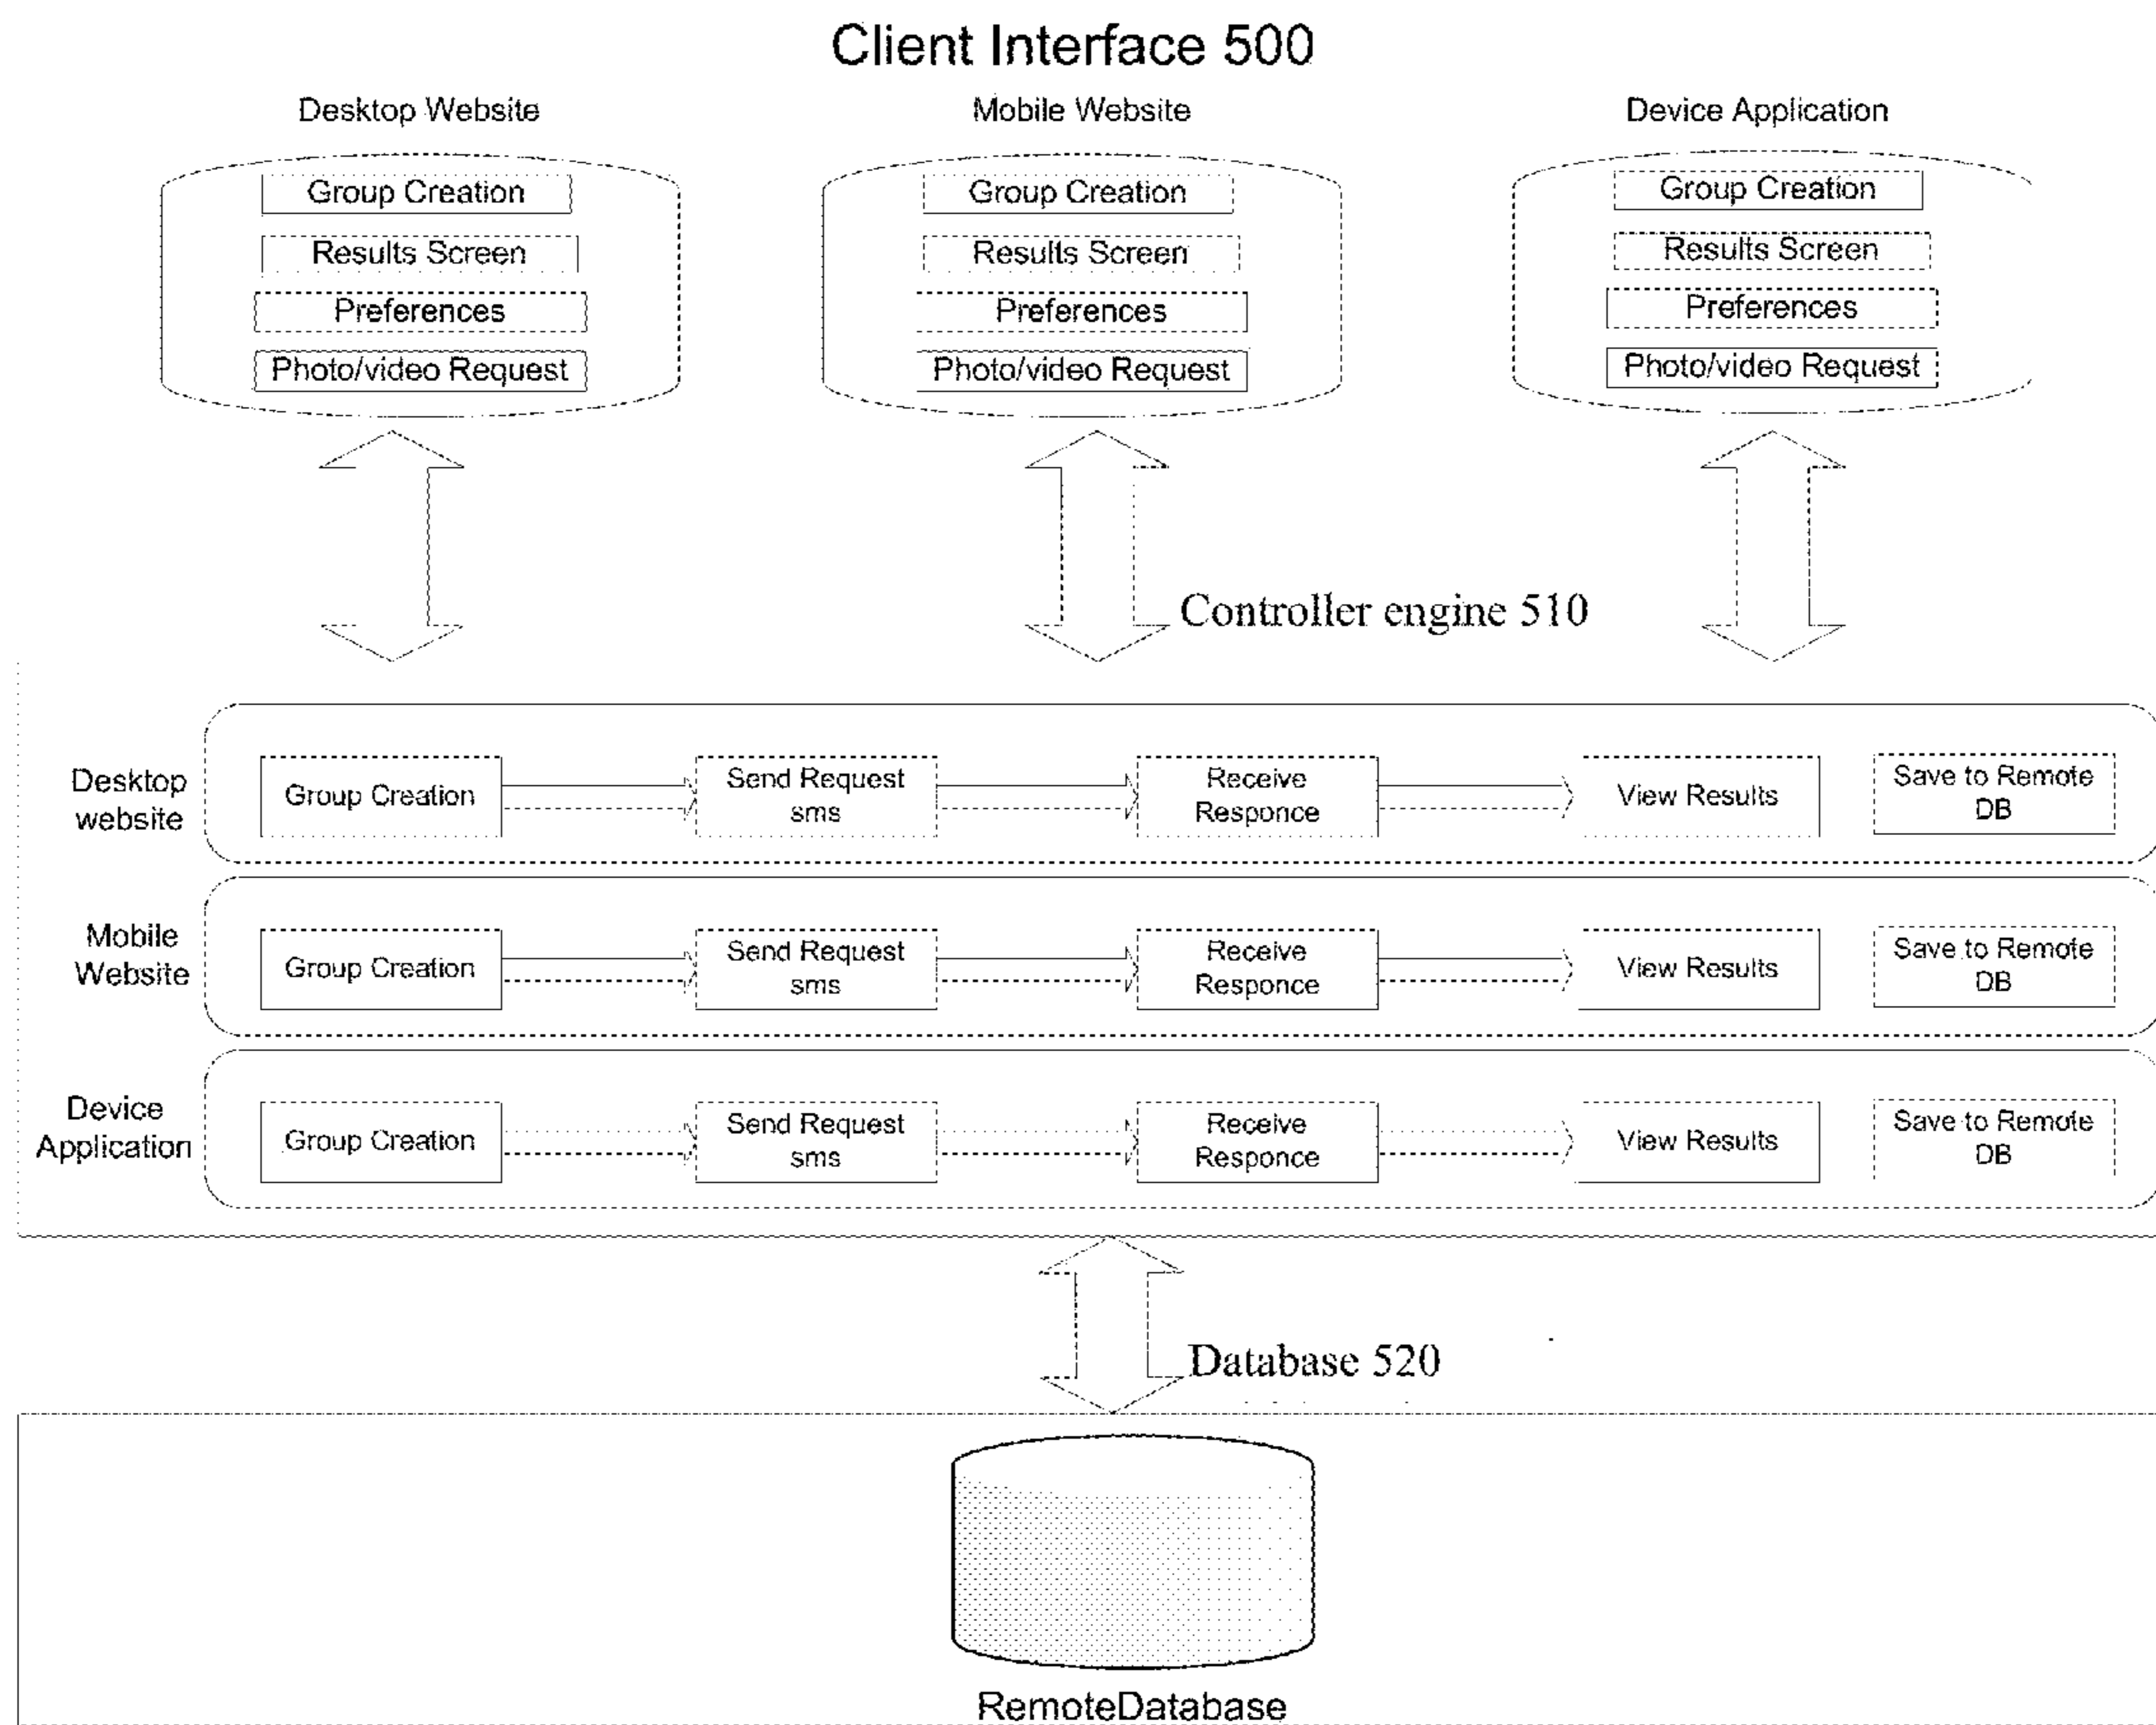 Client Interface 500
Desktop Website
Mobile Website
Device Application
Group Creation
Results Screen
Preferences
Photo/video Request
Group Creation
Results Screen
Preferences
Photo/video Request
Group Creation
Results Screen
Preferences
Photo/video Request
Controller engine 510
Desktop
website
Group Creation
Send Request
sms
Receive
Responce
View Results
Save to Remote
DB
Mobile
Website
Group Creation
Send Request
sms
Receive
Responce
View Results
Save to Remote
DB
Device
Application
Group Creation
Send Request
sms
Receive
Responce
View Results
Save to Remote
DB
Database 520
RemoteDatabase